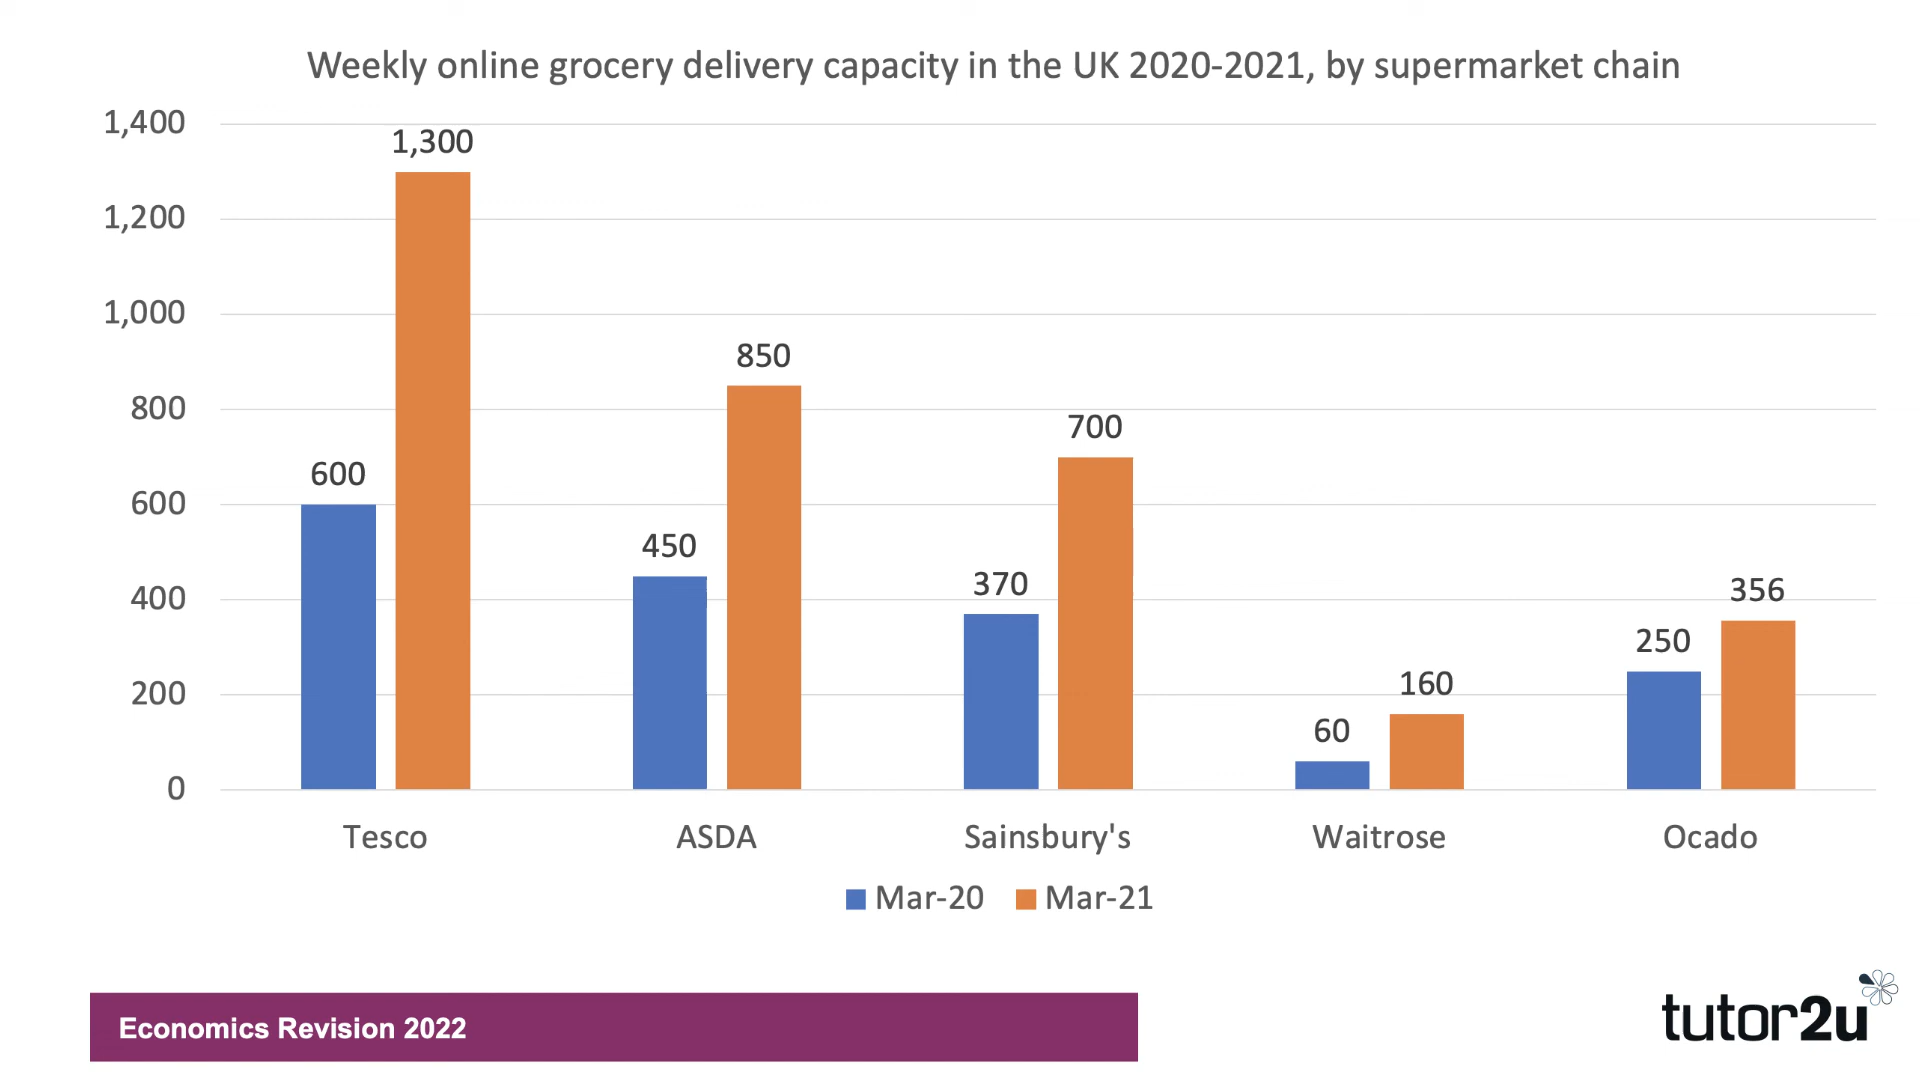 Weekly online grocery delivery capacity in the UK 2020-2021, by supermarket chain
1,400
1,200
1,000
800
600
400
200
0
600
1,300
450
850
370
700
60
160
250
356
Tesco
ASDA
Sainsbury's
Waitrose
Ocado
Mar-20
Mar-21
Economics Revision 2022
tutor2u